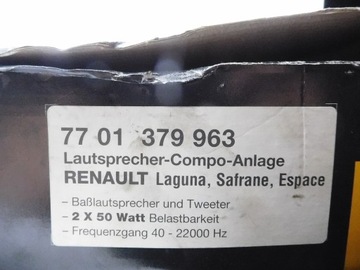 77 01 379 963
Lautsprecher-Compo-Anlage
RENAULT Laguna, Safrane, Espace
- Baßlautsprecher und Tweeter
- 2 X 50 Watt Belastbarkeit
- Frequenzgang 40 - 22000 Hz